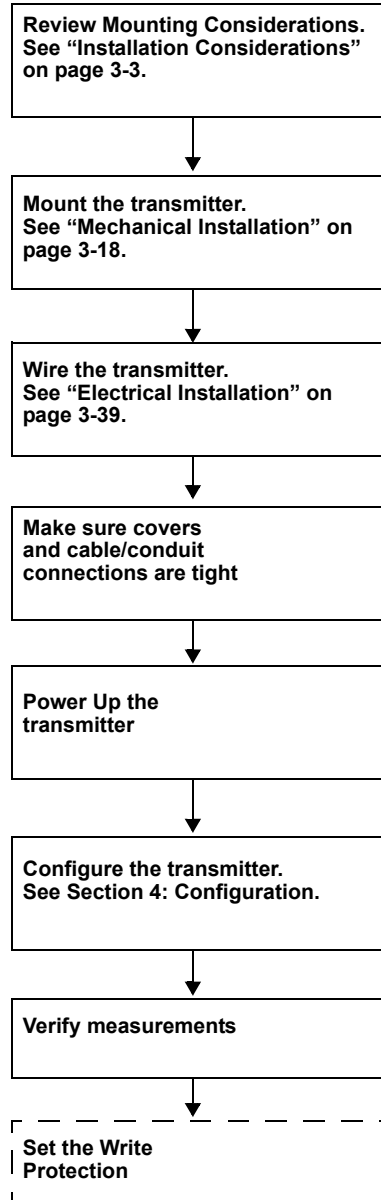 Review Mounting Considerations.
See “Installation Considerations”
on page 3-3.
Mount the transmitter.
See “Mechanical Installation” on
page 3-18.
Wire the transmitter.
See “Electrical Installation” on
page 3-39.
Make sure covers
and cable/conduit
connections are tight
Power Up the
transmitter
Configure the transmitter.
See Section 4: Configuration.
Verify measurements
Set the Write
Protection